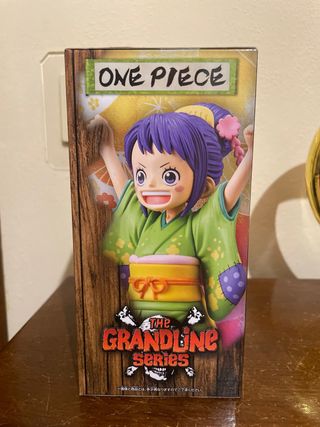 ONE PIECE
THE
GRANDLINE
SERIES